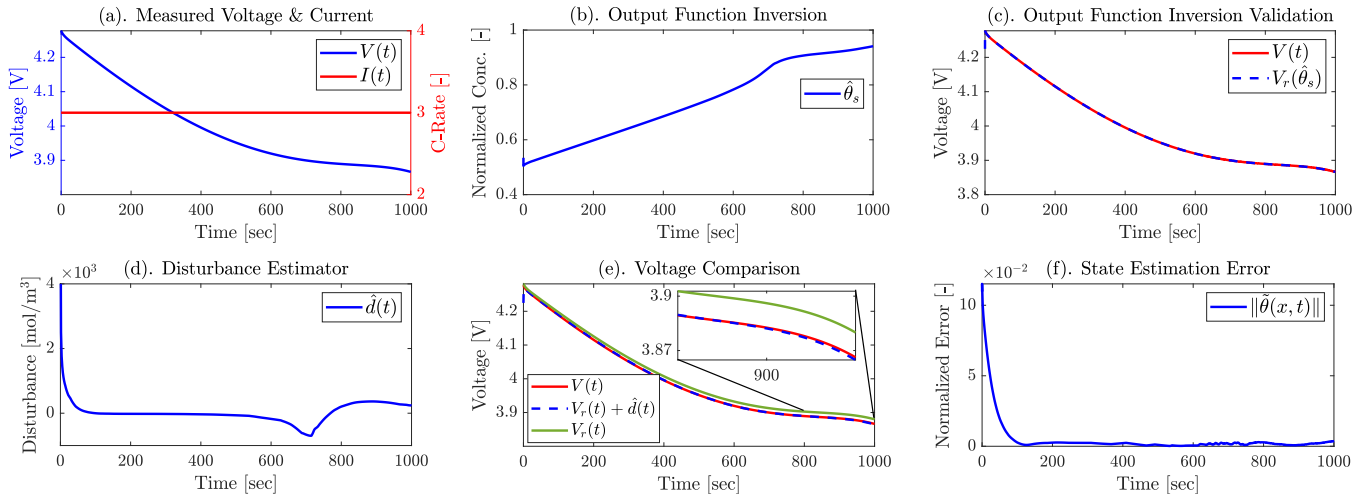 (a). Measured Voltage & Current
4.2
4.1
4
3.9
Voltage [V]
V(t)
I(t)
4
3
2
C-Rate [-]
0 200 400 600 800 1000
Time [sec]
(b). Output Function Inversion
1
0.8
0.6
0.4
Normalized Conc. [-]
θ̂_s
0 200 400 600 800 1000
Time [sec]
(c). Output Function Inversion Validation
4.2
4.1
4
3.9
3.8
Voltage [V]
V(t)
V_r(θ̂_s)
0 200 400 600 800 1000
Time [sec]
(d). Disturbance Estimator
×10³
4
2
0
Disturbance [mol/m³]
d̂(t)
0 200 400 600 800 1000
Time [sec]
(e). Voltage Comparison
4.2
4.1
4
3.9
Voltage [V]
3.9
3.87
900
V(t)
V_r(t) + d̂(t)
V_r(t)
0 200 400 600 800 1000
Time [sec]
(f). State Estimation Error
×10⁻²
10
5
0
Normalized Error [-]
‖θ̃(x, t)‖
0 200 400 600 800 1000
Time [sec]